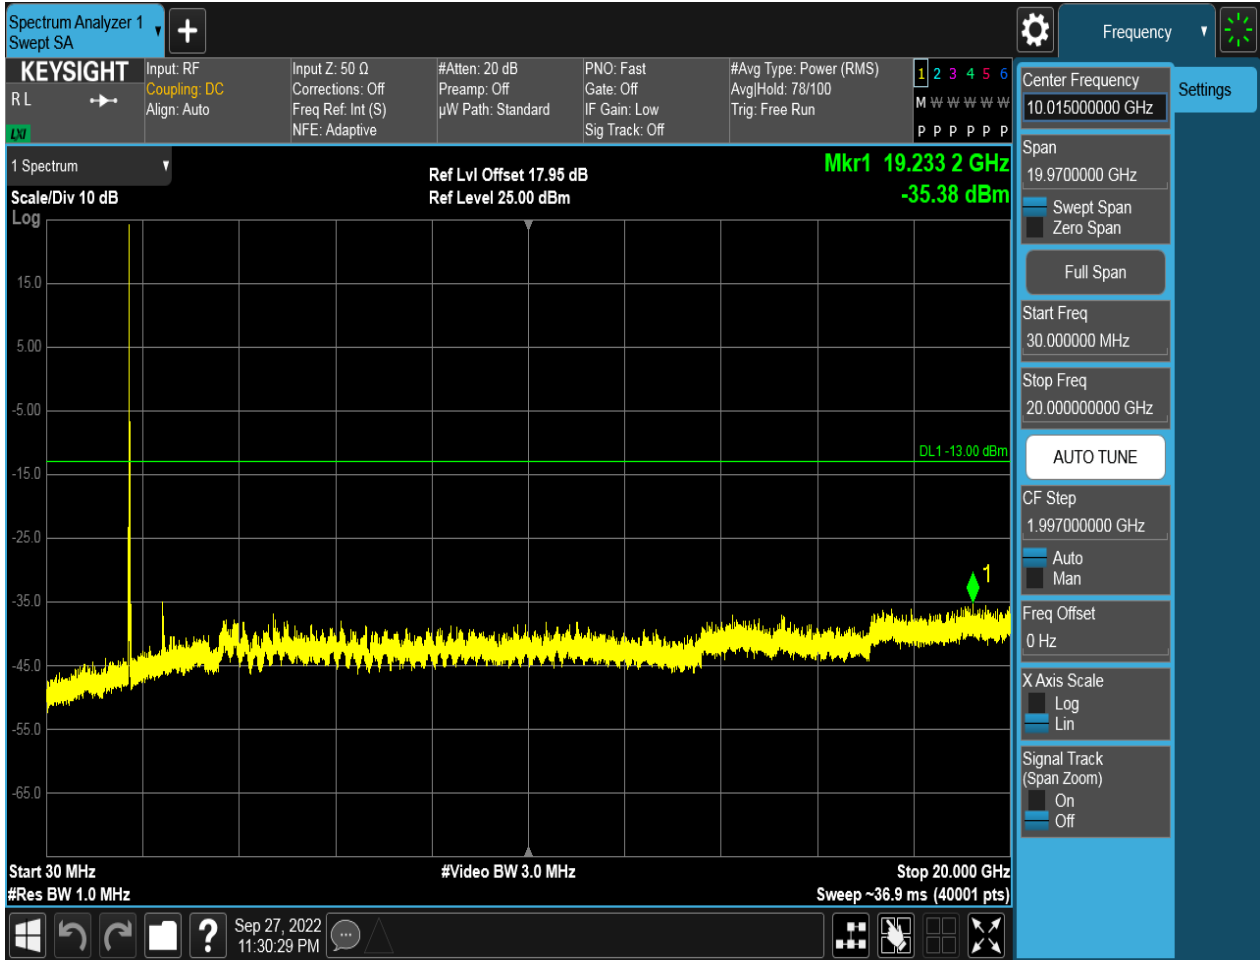 Spectrum Analyzer 1
Swept SA
+
Frequency
KEYSIGHT
R L
LXI
Input: RF
Coupling: DC
Align: Auto
Input Z: 50 Ω
Corrections: Off
Freq Ref: Int (S)
NFE: Adaptive
#Atten: 20 dB
Preamp: Off
µW Path: Standard
PNO: Fast
Gate: Off
IF Gain: Low
Sig Track: Off
#Avg Type: Power (RMS)
Avg|Hold: 78/100
Trig: Free Run
1 2 3 4 5 6
M W W W W W
P P P P P P
Center Frequency
10.015000000 GHz
Settings
Span
19.9700000 GHz
Swept Span
Zero Span
Full Span
Start Freq
30.000000 MHz
Stop Freq
20.000000000 GHz
AUTO TUNE
CF Step
1.997000000 GHz
Auto
Man
Freq Offset
0 Hz
X Axis Scale
Log
Lin
Signal Track
(Span Zoom)
On
Off
1 Spectrum
Scale/Div 10 dB
Log
Ref Lvl Offset 17.95 dB
Ref Level 25.00 dBm
Mkr1 19.233 2 GHz
-35.38 dBm
15.0
5.00
-5.00
DL1 -13.00 dBm
-15.0
-25.0
1
-35.0
-45.0
-55.0
-65.0
Start 30 MHz
#Video BW 3.0 MHz
Stop 20.000 GHz
#Res BW 1.0 MHz
Sweep ~36.9 ms (40001 pts)
?
Sep 27, 2022
11:30:29 PM